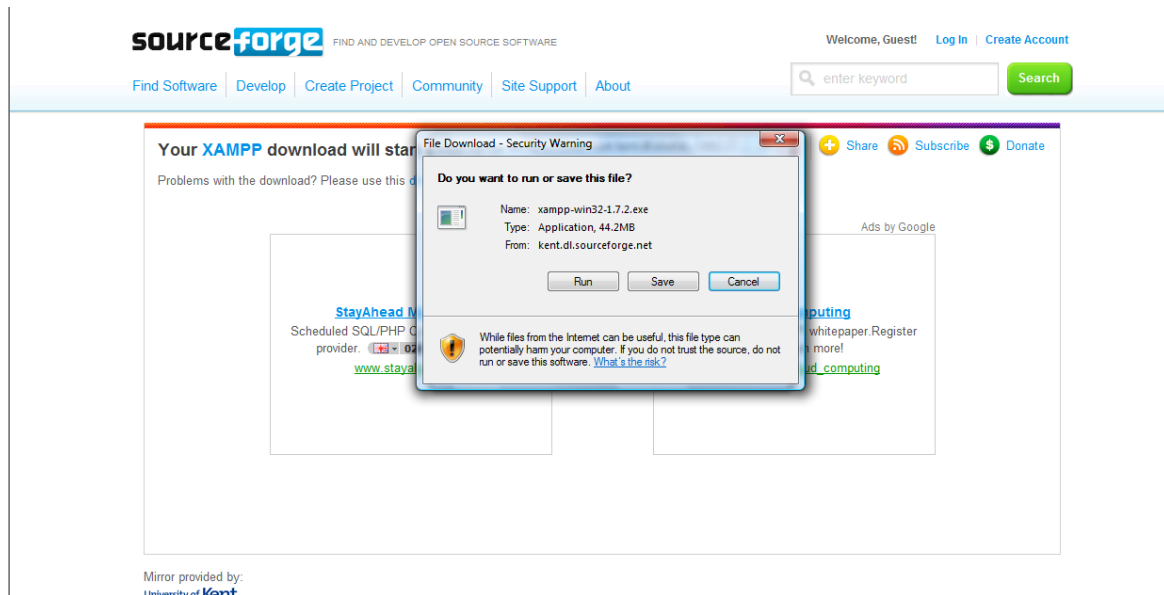 sourceforge FIND AND DEVELOP OPEN SOURCE SOFTWARE
Welcome, Guest! Log In | Create Account
Find Software Develop Create Project Community Site Support About
enter keyword Search
Your XAMPP download will star
Share Subscribe Donate
Problems with the download? Please use this d
File Download - Security Warning
Do you want to run or save this file?
Name: xampp-win32-1.7.2.exe
Type: Application, 44.2MB
From: kent.dl.sourceforge.net
Run Save Cancel
While files from the Internet can be useful, this file type can
potentially harm your computer. If you do not trust the source, do not
run or save this software. What's the risk?
Ads by Google
StayAhead
Scheduled SQL/PHP
provider. 02
www.stayah
puting
whitepaper.Register
more!
ud_computing
Mirror provided by:
University of Kent